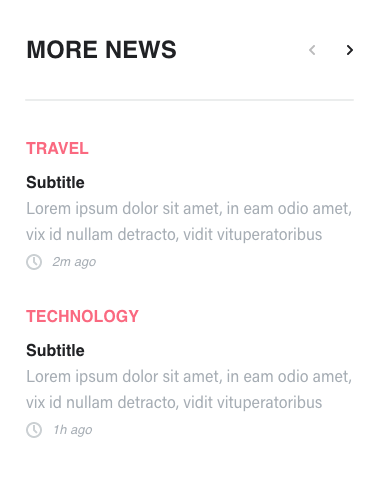 MORE NEWS
TRAVEL
Subtitle
Lorem ipsum dolor sit amet, in eam odio amet,
vix id nullam detracto, vidit vituperatoribus
2m ago
TECHNOLOGY
Subtitle
Lorem ipsum dolor sit amet, in eam odio amet,
vix id nullam detracto, vidit vituperatoribus
1h ago